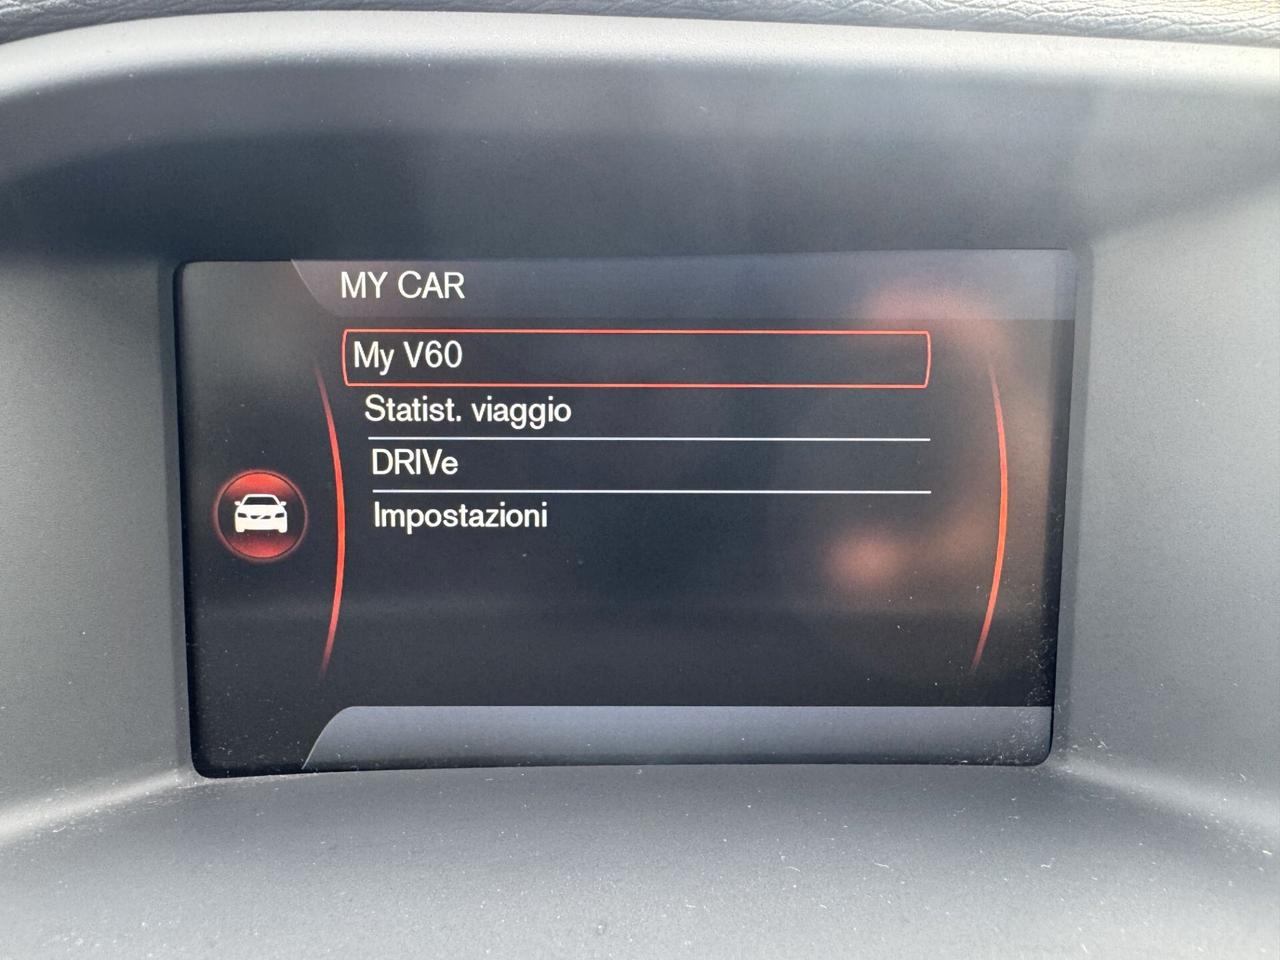 MY CAR
My V60
Statist. viaggio
DRIVe
Impostazioni